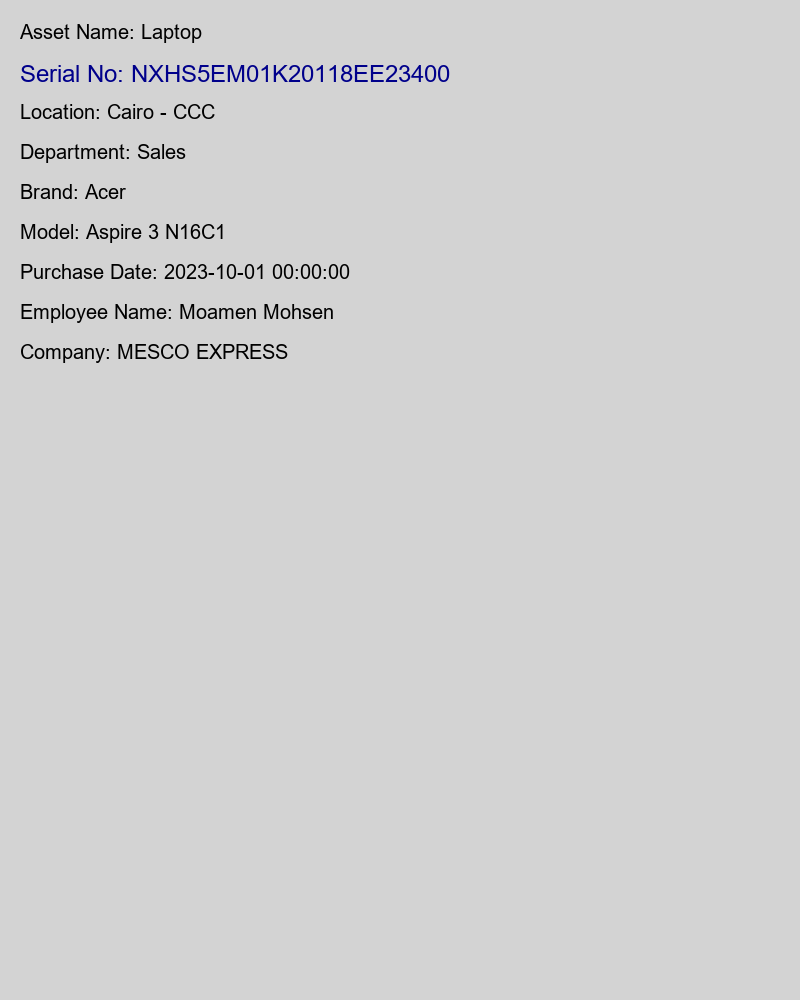 Asset Name: Laptop
Serial No: NXHS5EM01K20118EE23400
Location: Cairo - CCC
Department: Sales
Brand: Acer
Model: Aspire 3 N16C1
Purchase Date: 2023-10-01 00:00:00
Employee Name: Moamen Mohsen
Company: MESCO EXPRESS